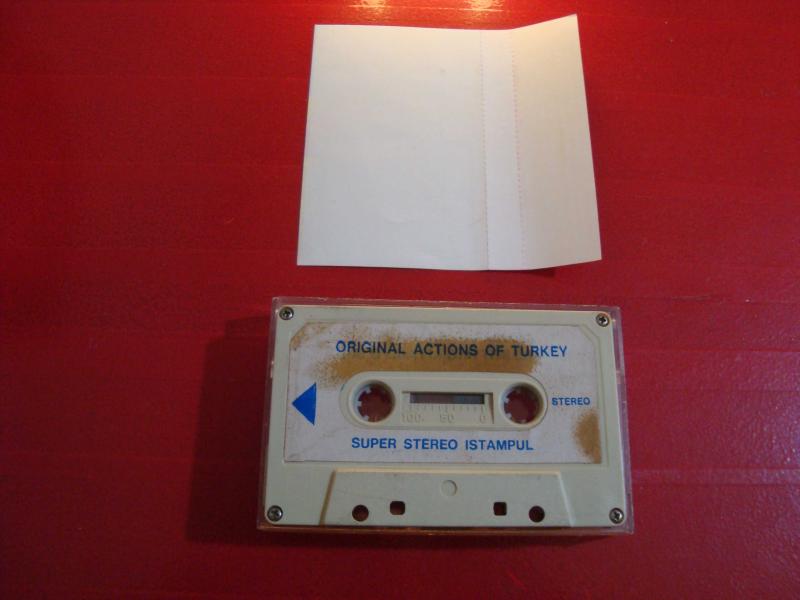 ORIGINAL ACTIONS OF TURKEY
STEREO
100 50 0
SUPER STEREO ISTAMPUL